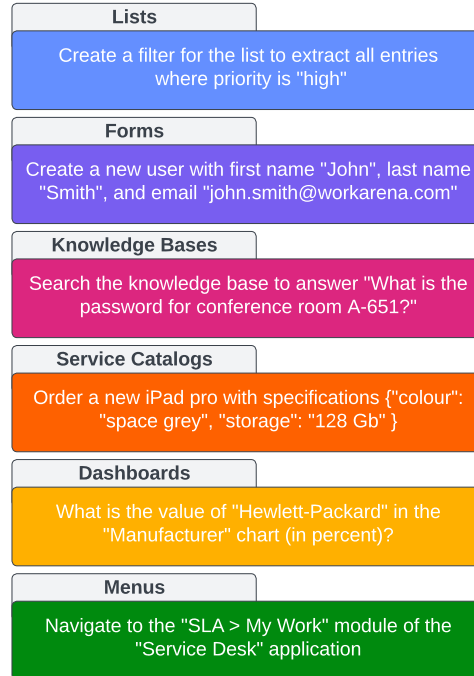 Lists
Create a filter for the list to extract all entries
where priority is "high"
Forms
Create a new user with first name "John", last name
"Smith", and email "john.smith@workarena.com"
Knowledge Bases
Search the knowledge base to answer "What is the
password for conference room A-651?"
Service Catalogs
Order a new iPad pro with specifications {"colour":
"space grey", "storage": "128 Gb" }
Dashboards
What is the value of "Hewlett-Packard" in the
"Manufacturer" chart (in percent)?
Menus
Navigate to the "SLA > My Work" module of the
"Service Desk" application